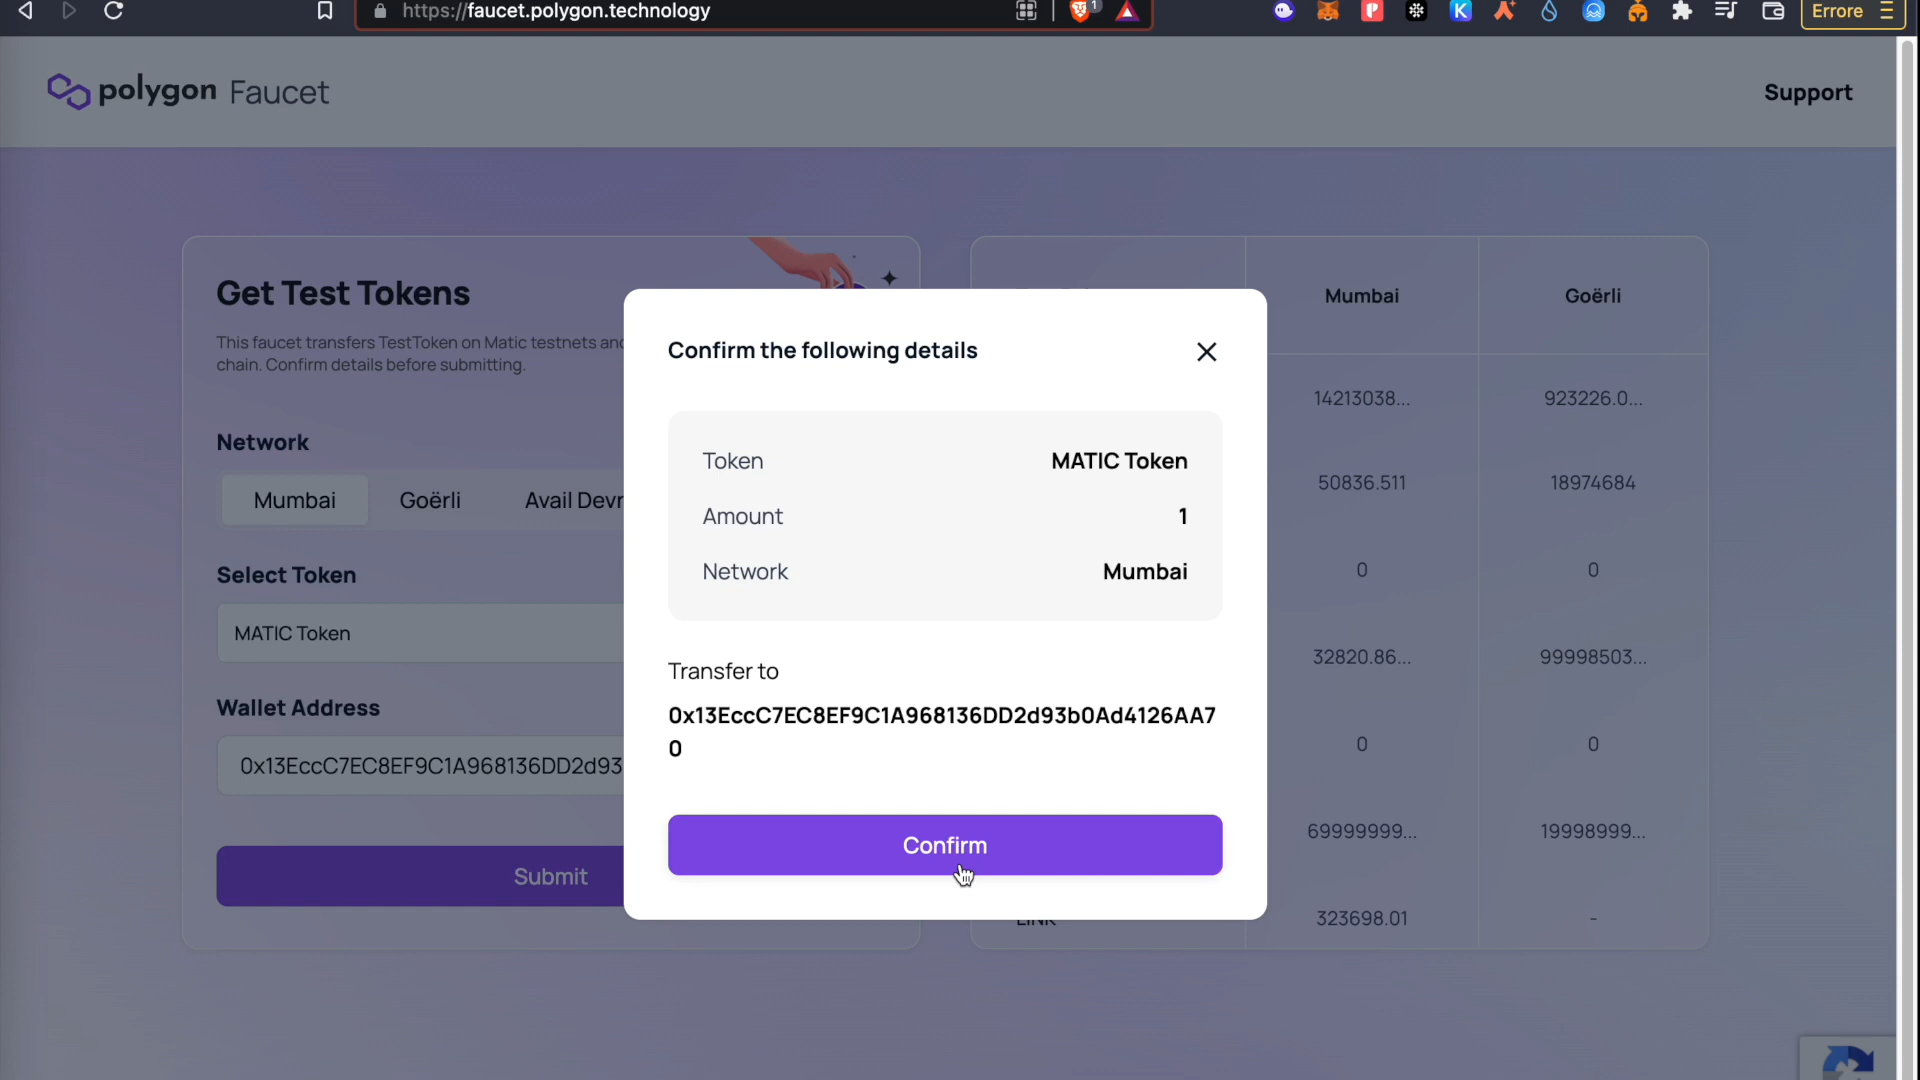 https://faucet.polygon.technology
1
Errore
polygon Faucet
Support
Get Test Tokens
This faucet transfers TestToken on Matic testnets and
chain. Confirm details before submitting.
Network
Mumbai
Goërli
Avail Devr
Select Token
MATIC Token
Wallet Address
0x13EccC7EC8EF9C1A968136DD2d93
Submit
Confirm the following details
Token
MATIC Token
Amount
1
Network
Mumbai
Transfer to
0x13EccC7EC8EF9C1A968136DD2d93b0Ad4126AA7
0
Confirm
Mumbai
Goërli
14213038...
923226.0...
50836.511
18974684
0
0
32820.86...
99998503...
0
0
69999999...
19998999...
LINK
323698.01
-